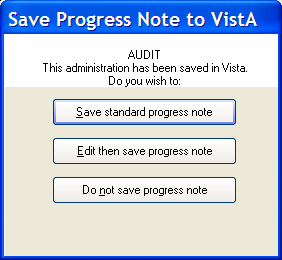 Save Progress Note to VistA
AUDIT
This administration has been saved in Vista.
Do you wish to:
Save standard progress note
Edit then save progress note
Do not save progress note